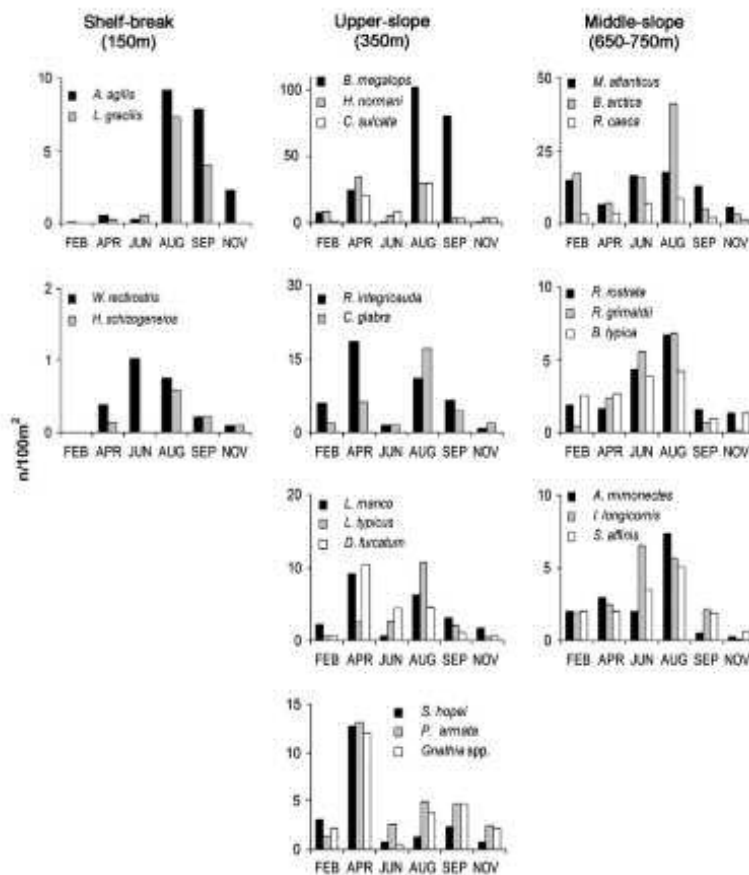 Shelf-break
(150m)
Upper-slope
(350m)
Middle-slope
(650-750m)
n/100m²
10
5
0
A. agilis
L. gracilis
FEB APR JUN AUG SEP NOV
100
50
0
B. megalops
H. normani
C. sulcata
FEB APR JUN AUG SEP NOV
50
25
0
M. atlanticus
B. arctica
R. caeca
FEB APR JUN AUG SEP NOV
2
1
0
W. rectirostris
H. schizogeneios
FEB APR JUN AUG SEP NOV
30
15
0
R. integricauda
C. glabra
FEB APR JUN AUG SEP NOV
10
5
0
R. rostrata
R. grimaldii
B. typica
FEB APR JUN AUG SEP NOV
20
10
0
L. manco
L. typicus
D. furcatum
FEB APR JUN AUG SEP NOV
10
5
0
A. mimonectes
I. longicornis
S. affinis
FEB APR JUN AUG SEP NOV
15
10
5
0
S. hopei
P. armata
Gnathia spp.
FEB APR JUN AUG SEP NOV